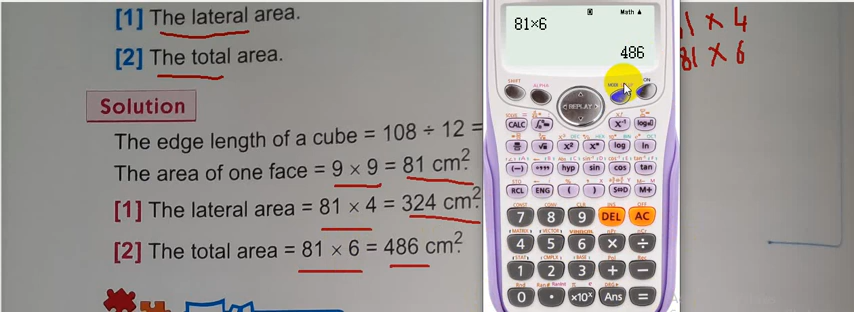 [1] The lateral area.
[2] The total area.
Solution
The edge length of a cube = 108 ÷ 12 =
The area of one face = 9 × 9 = 81 cm²
[1] The lateral area = 81 × 4 = 324 cm²
[2] The total area = 81 × 6 = 486 cm²
Math
81×6
486
SHIFT ALPHA MODE ON
REPLAY
CALC x⁻¹
x² log ln
(−) hyp sin cos tan
RCL ENG ( ) S⇔D M+
7 8 9 DEL AC
4 5 6 × ÷
1 2 3 + −
0 • ×10ˣ Ans =
1 × 4
81 × 6